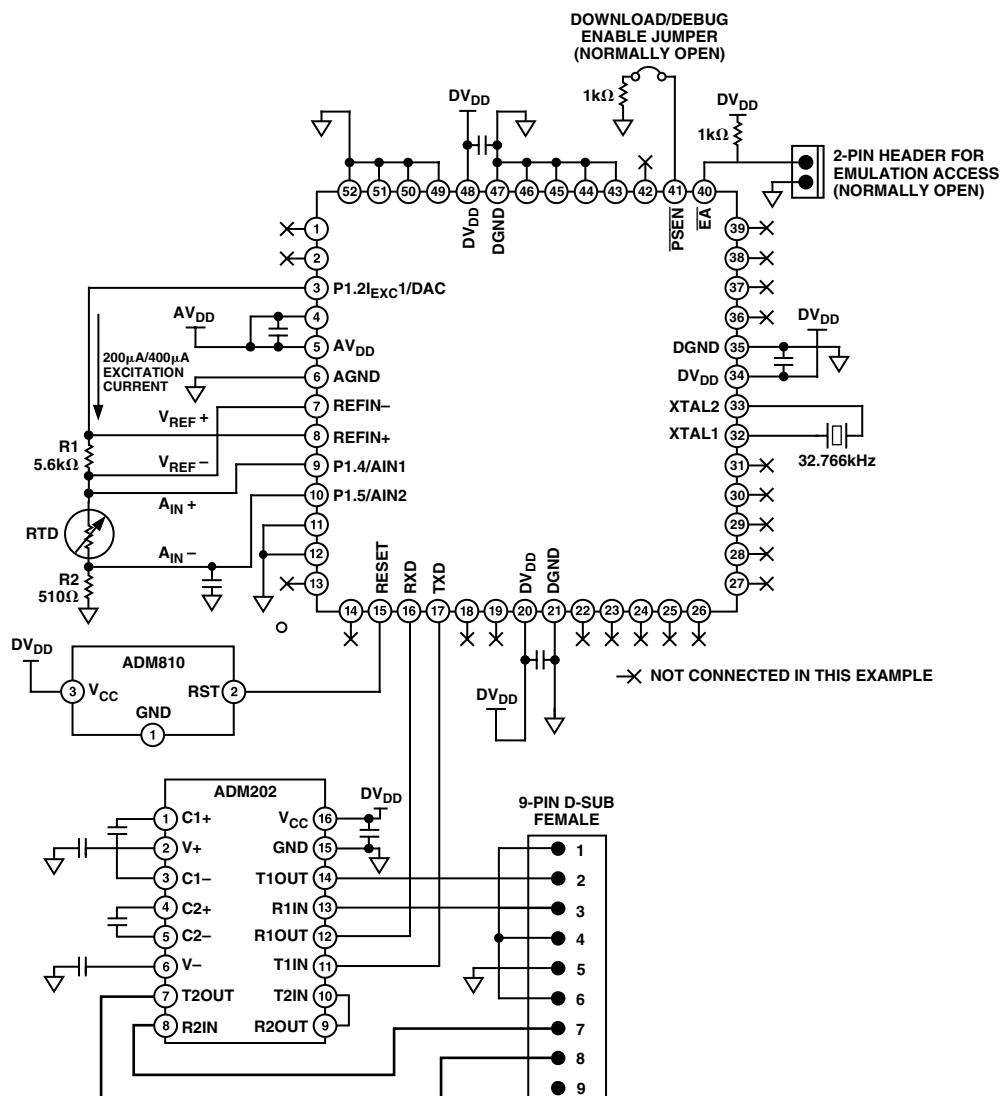 DOWNLOAD/DEBUG
ENABLE JUMPER
(NORMALLY OPEN)
1kΩ
DVDD
1kΩ
DVDD
2-PIN HEADER FOR
EMULATION ACCESS
(NORMALLY OPEN)
52 51 50 49 48 47 46 45 44 43 42 41 40
DVDD
DGND
PSEN
EA
1
2
3 P1.2IEXC1/DAC
4
AVDD
5 AVDD
6 AGND
7 REFIN–
8 REFIN+
9 P1.4/AIN1
10 P1.5/AIN2
11
12
13
200µA/400µA
EXCITATION
CURRENT
VREF+
R1
5.6kΩ
VREF–
AIN+
RTD
AIN–
R2
510Ω
39
38
37
36
DVDD
DGND 35
DVDD 34
XTAL2 33
XTAL1 32
32.766kHz
31
30
29
28
27
RESET
RXD
TXD
DVDD
DGND
14 15 16 17 18 19 20 21 22 23 24 25 26
NOT CONNECTED IN THIS EXAMPLE
DVDD
DVDD
ADM810
3 VCC
RST 2
GND
1
ADM202
DVDD
1 C1+
2 V+
3 C1–
4 C2+
5 C2–
6 V–
7 T2OUT
8 R2IN
VCC 16
GND 15
T1OUT 14
R1IN 13
R1OUT 12
T1IN 11
T2IN 10
R2OUT 9
9-PIN D-SUB
FEMALE
1
2
3
4
5
6
7
8
9